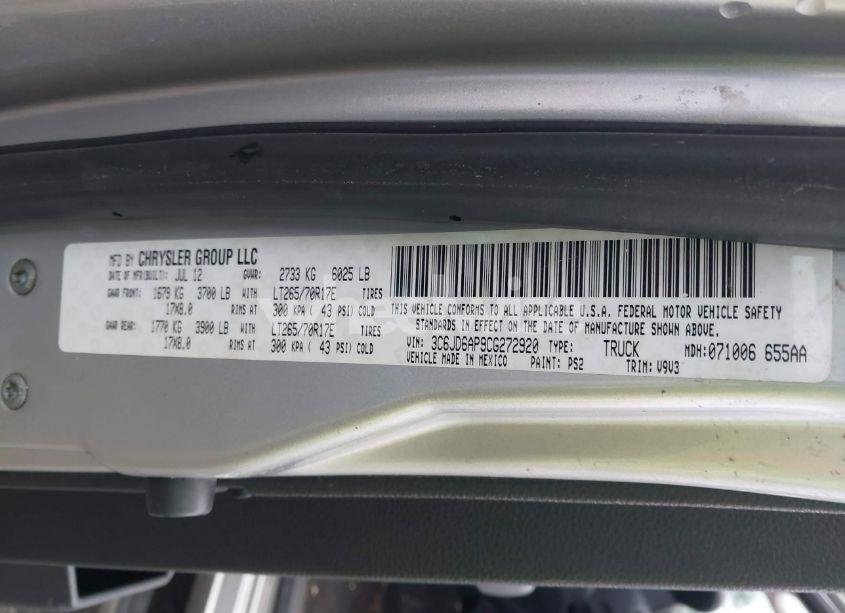 MFD BY CHRYSLER GROUP LLC
DATE OF MFR(BUILT): JUL 12 GVWR: 2733 KG 6025 LB
GAWR FRONT: 1679 KG 3700 LB WITH LT265/70R17E TIRES
17X8.0 RIMS AT 300 KPA ( 43 PSI) COLD
GAWR REAR: 1770 KG 3900 LB WITH LT265/70R17E TIRES
17X8.0 RIMS AT 300 KPA ( 43 PSI) COLD
THIS VEHICLE CONFORMS TO ALL APPLICABLE U.S.A. FEDERAL MOTOR VEHICLE SAFETY
STANDARDS IN EFFECT ON THE DATE OF MANUFACTURE SHOWN ABOVE.
VIN: 3C6JD6AP9CG272920 TYPE: TRUCK MDH:071006 655AA
VEHICLE MADE IN MEXICO PAINT: PS2 TRIM: V9V3